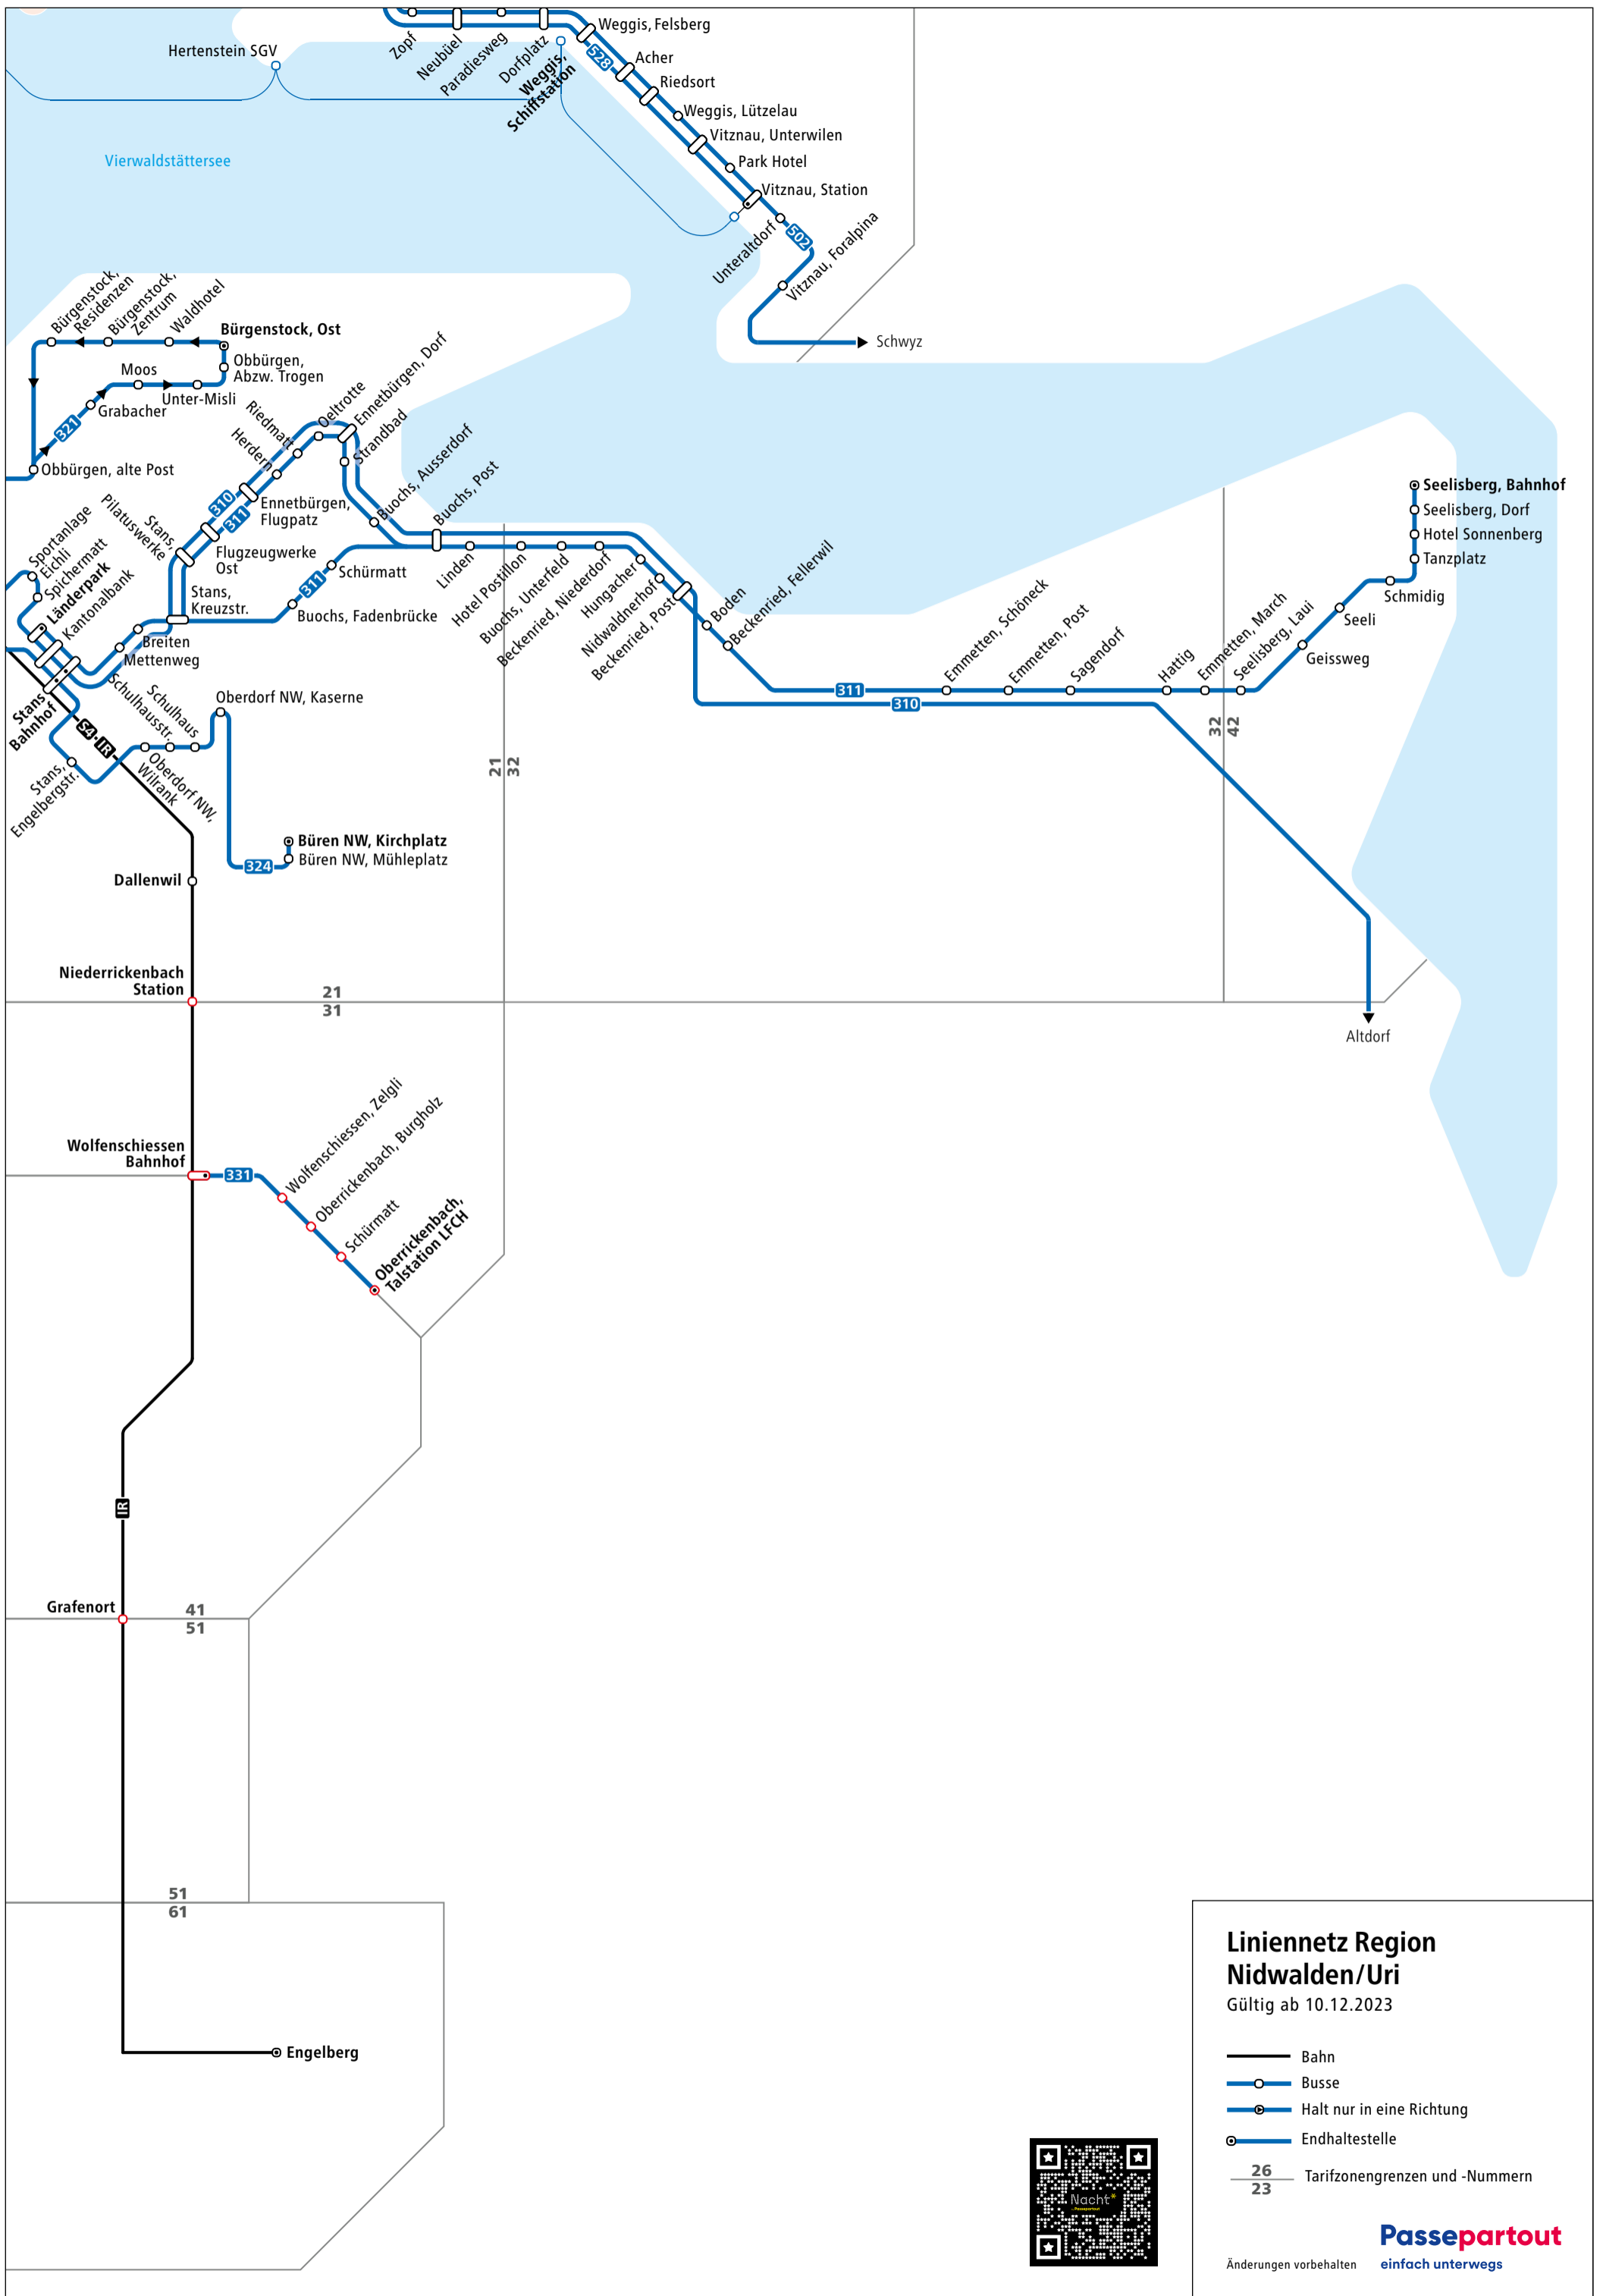 Zopf
Neubüel
Paradiesweg
Dorfplatz
Weggis,
Schiffstation
Weggis, Felsberg
528
Acher
Riedsort
Weggis, Lützelau
Vitznau, Unterwilen
Park Hotel
Vitznau, Station
Unteraltdorf
502
Vitznau, Foralpina
Schwyz
Hertenstein SGV
Vierwaldstättersee
Bürgenstock,
Residenzen
Bürgenstock,
Zentrum
Waldhotel
Bürgenstock, Ost
Obbürgen,
Abzw. Trogen
Moos
Unter-Misli
Grabacher
321
Obbürgen, alte Post
Riedmatt
Herdern
Oeltrotte
Ennetbürgen, Dorf
Strandbad
Buochs, Ausserdorf
Buochs, Post
310
311
Ennetbürgen,
Flugpatz
Pilatuswerke
Stans,
Flugzeugwerke
Ost
Stans,
Kreuzstr.
Schürmatt
311
Buochs, Fadenbrücke
Sportanlage
Eichli
Spichermatt
Länderpark
Kantonalbank
Breiten
Mettenweg
Stans
Bahnhof
S4·IR
Stans,
Engelbergstr.
Schulhausstr.
Schulhaus
Oberdorf NW, Kaserne
Oberdorf NW,
Wilrank
324
Büren NW, Kirchplatz
Büren NW, Mühleplatz
Linden
Hotel Postillon
Buochs, Unterfeld
Beckenried, Niederdorf
Hungacher
Nidwaldnerhof
Beckenried, Post
Boden
Beckenried, Fellerwil
311
310
Emmetten, Schöneck
Emmetten, Post
Sagendorf
Hattig
Emmetten, March
Seelisberg, Laui
Geissweg
Seeli
Schmidig
Tanzplatz
Hotel Sonnenberg
Seelisberg, Dorf
Seelisberg, Bahnhof
32
42
21
32
Altdorf
Dallenwil
Niederrickenbach
Station
21
31
Wolfenschiessen
Bahnhof
331
Wolfenschiessen, Zelgli
Oberrickenbach, Burgholz
Schürmatt
Oberrickenbach,
Talstation LFCH
IR
Grafenort
41
51
51
61
Engelberg
Nacht*
Passepartout
Liniennetz Region
Nidwalden/Uri
Gültig ab 10.12.2023
Bahn
Busse
Halt nur in eine Richtung
Endhaltestelle
26
23
Tarifzonengrenzen und -Nummern
Passepartout
Änderungen vorbehalten
einfach unterwegs